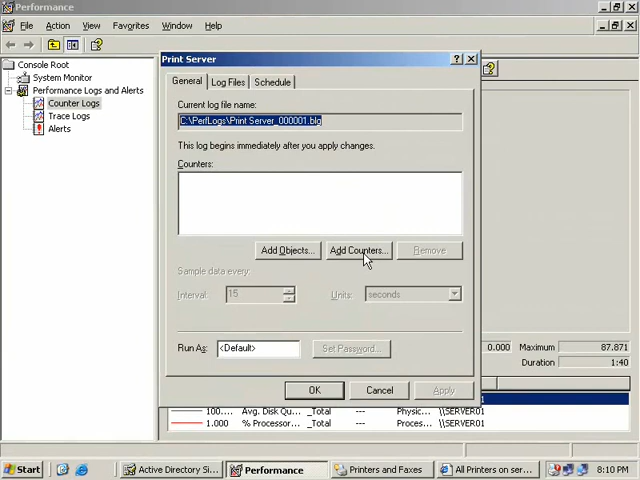 Performance
File Action View Favorites Window Help
Console Root
System Monitor
Performance Logs and Alerts
Counter Logs
Trace Logs
Alerts
Print Server
General Log Files Schedule
Current log file name:
C:\PerfLogs\Print Server_000001.blg
This log begins immediately after you apply changes.
Counters:
Add Objects... Add Counters... Remove
Sample data every:
Interval: 15 Units: seconds
Run As: <Default> Set Password...
OK Cancel Apply
0.000 Maximum 87.871
Duration 1:40
100.... Avg. Disk Qu... _Total --- Physic... \\SERVER01
1.000 % Processor... _Total --- Proces... \\SERVER01
Start Active Directory Si... Performance Printers and Faxes All Printers on ser... 8:10 PM